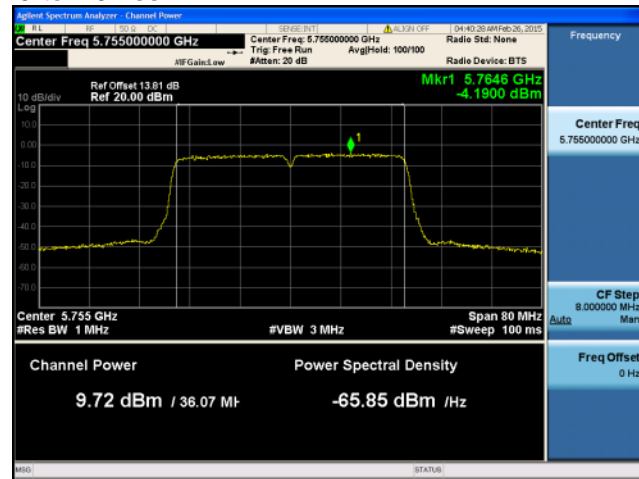 Agilent Spectrum Analyzer - Channel Power
RL RF 50 Ω DC SENSE:INT ALIGN OFF 04:40:28 AM Feb 26, 2015
Center Freq 5.755000000 GHz Center Freq: 5.755000000 GHz Radio Std: None Frequency
Trig: Free Run Avg|Hold: 100/100
#IFGain:Low #Atten: 20 dB Radio Device: BTS
Ref Offset 13.81 dB Mkr1 5.7646 GHz
10 dB/div Ref 20.00 dBm -4.1900 dBm
Log
10.0
0.00
-10.0
-20.0
-30.0
-40.0
-50.0
-60.0
-70.0
1
Center Freq
5.755000000 GHz
Center 5.755 GHz Span 80 MHz
#Res BW 1 MHz #VBW 3 MHz #Sweep 100 ms
CF Step
8.000000 MHz
Auto Man
Channel Power Power Spectral Density
9.72 dBm / 36.07 MH -65.85 dBm /Hz
Freq Offset
0 Hz
MSG STATUS